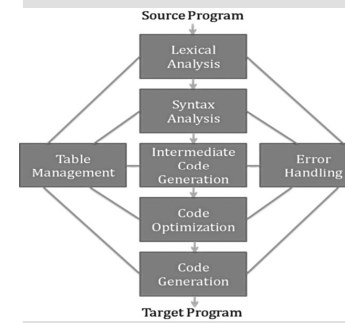 Source Program
Lexical
Analysis
Syntax
Analysis
Table
Management
Intermediate
Code
Generation
Error
Handling
Code
Optimization
Code
Generation
Target Program